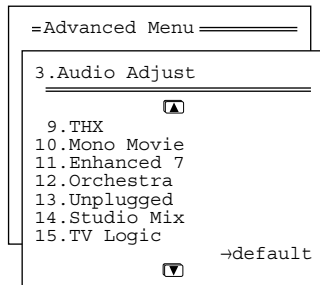 =Advanced Menu
3.Audio Adjust
9.THX
10.Mono Movie
11.Enhanced 7
12.Orchestra
13.Unplugged
14.Studio Mix
15.TV Logic
→default